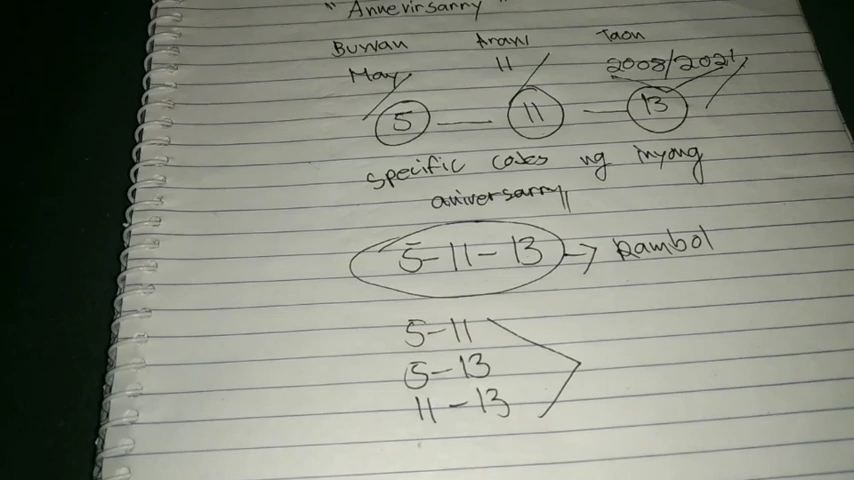 "Annevirsarry"
Buwan Araw Taon
May 11 2008/2021
5 — 11 — 13
specific codes ng inyong
aniversarry//
5-11-13 → Rambol
5-11
5-13
11-13